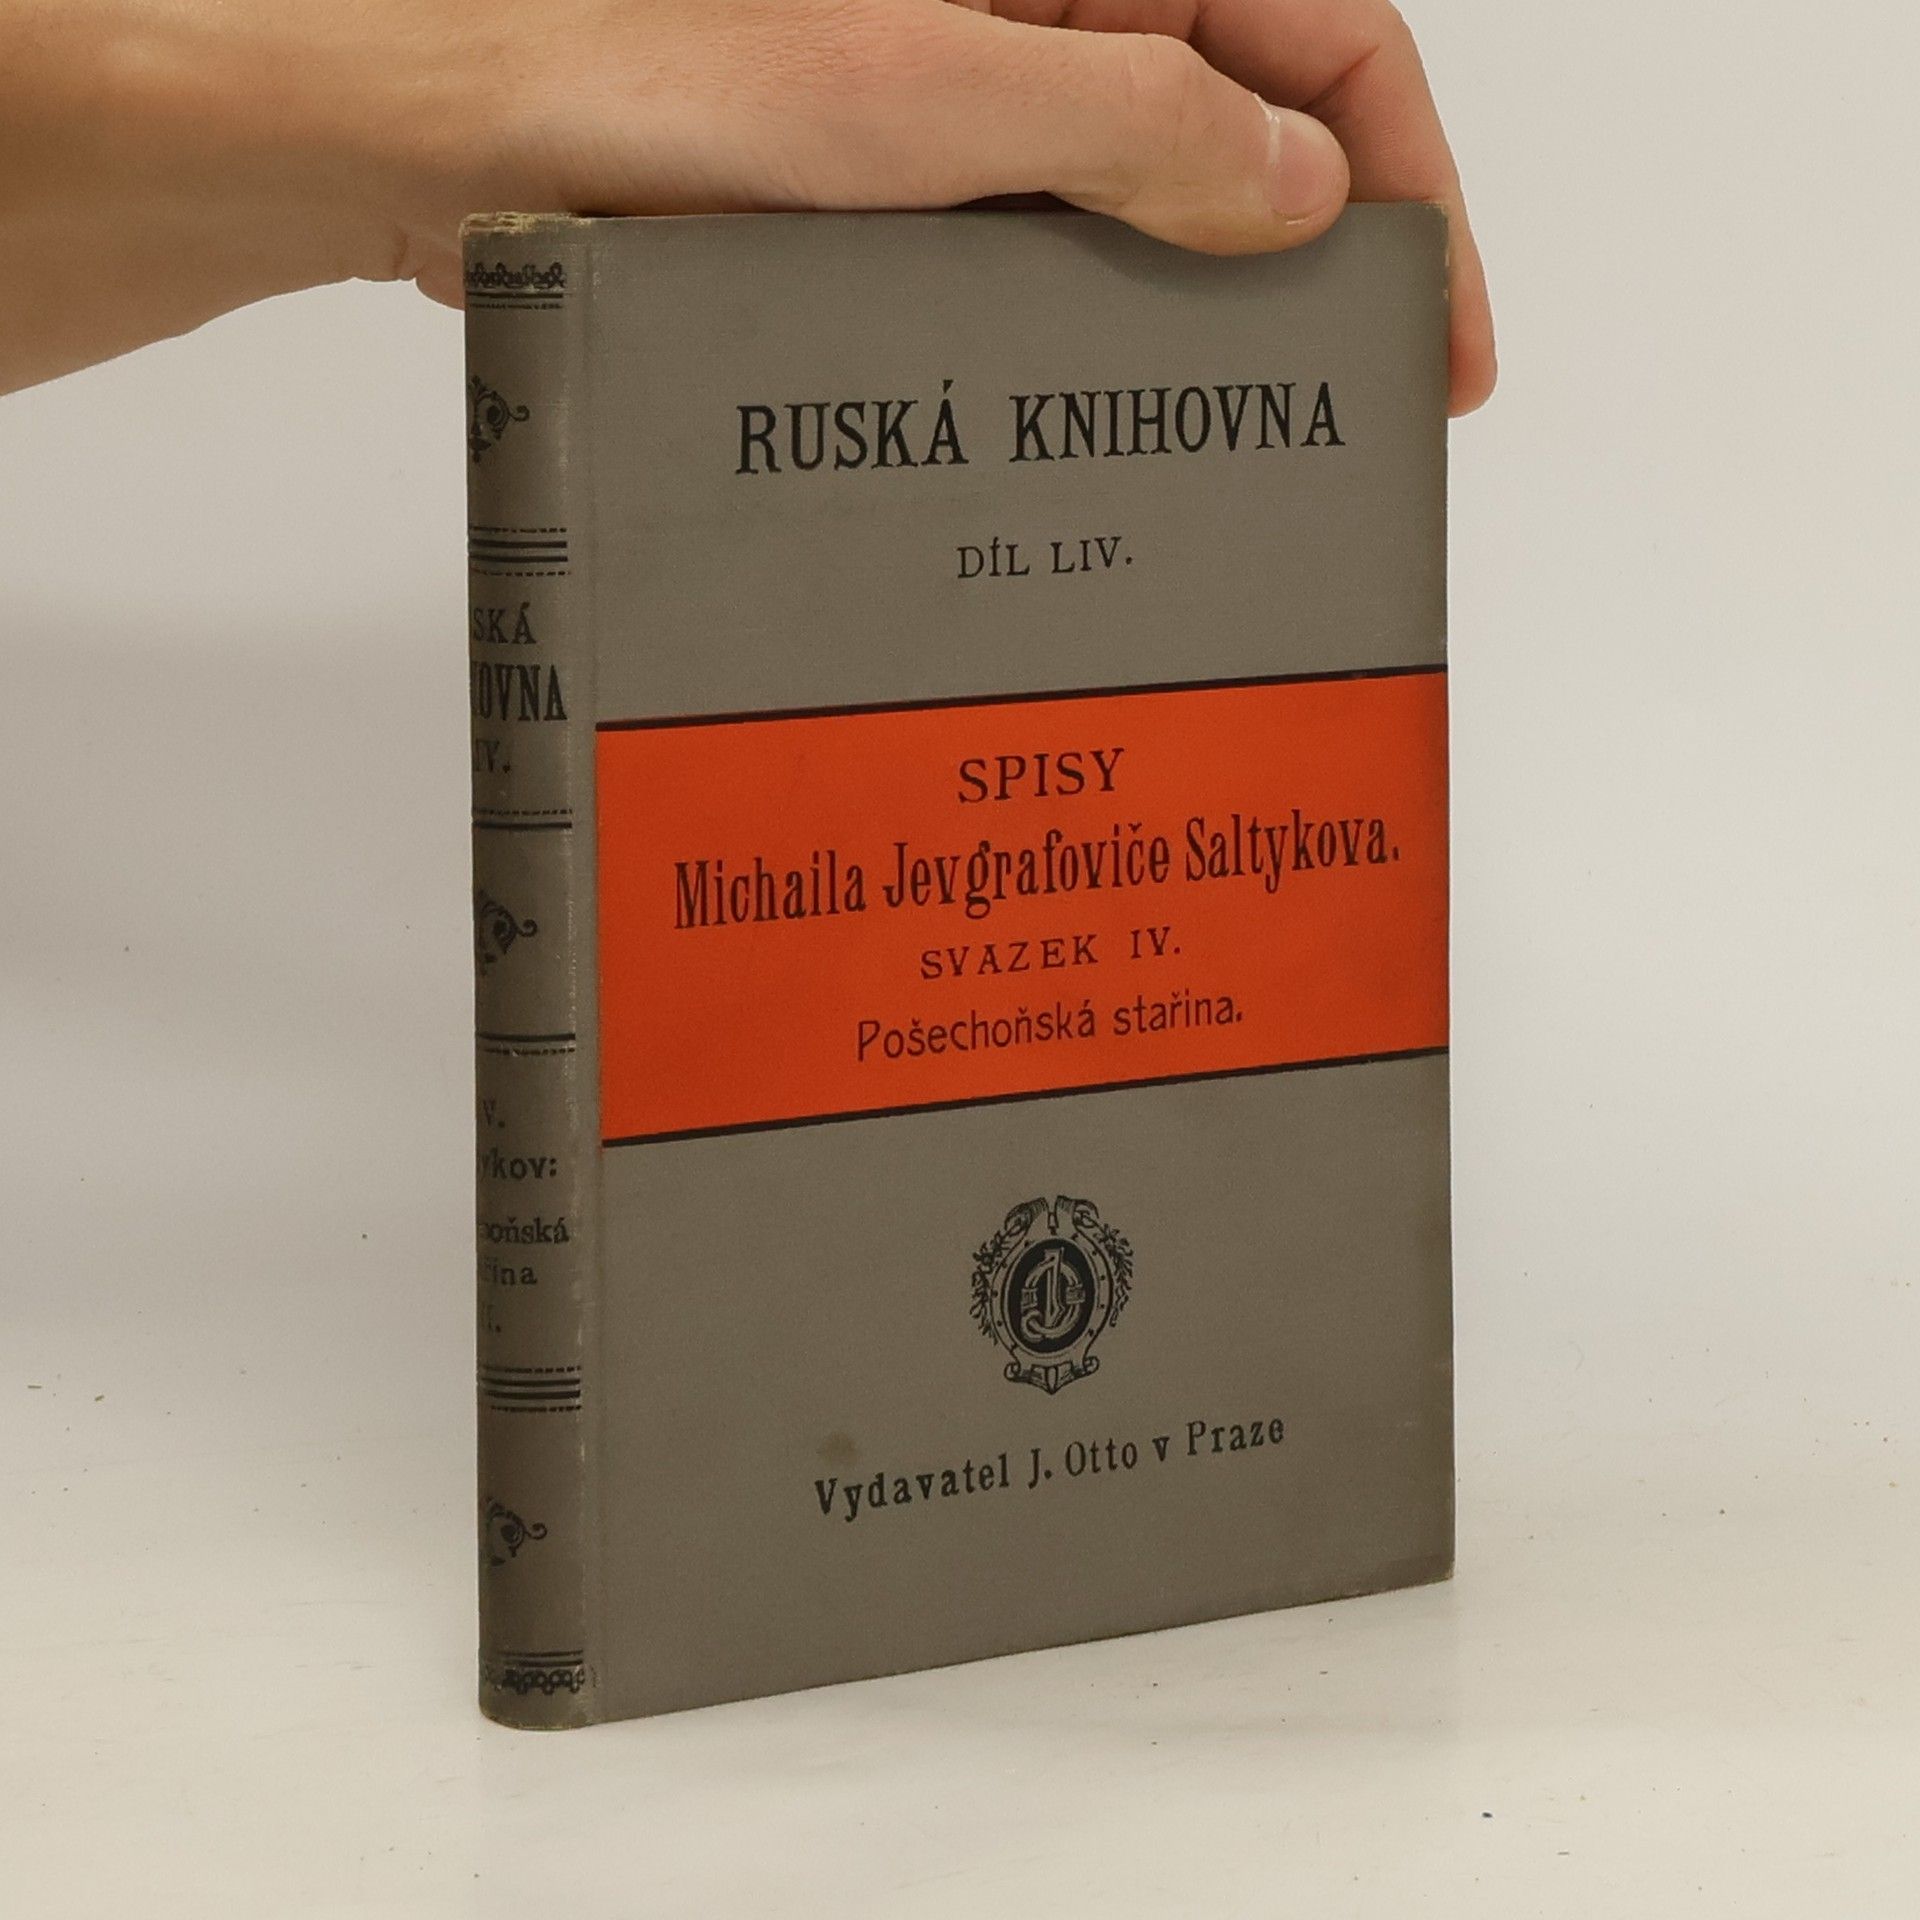 RUSKÁ KNIHOVNA
DÍL LIV.
SPISY
Michaila Jevgrafoviče Saltykova.
SVAZEK IV.
Pošechoňská stařina.
Vydavatel J. Otto v Praze